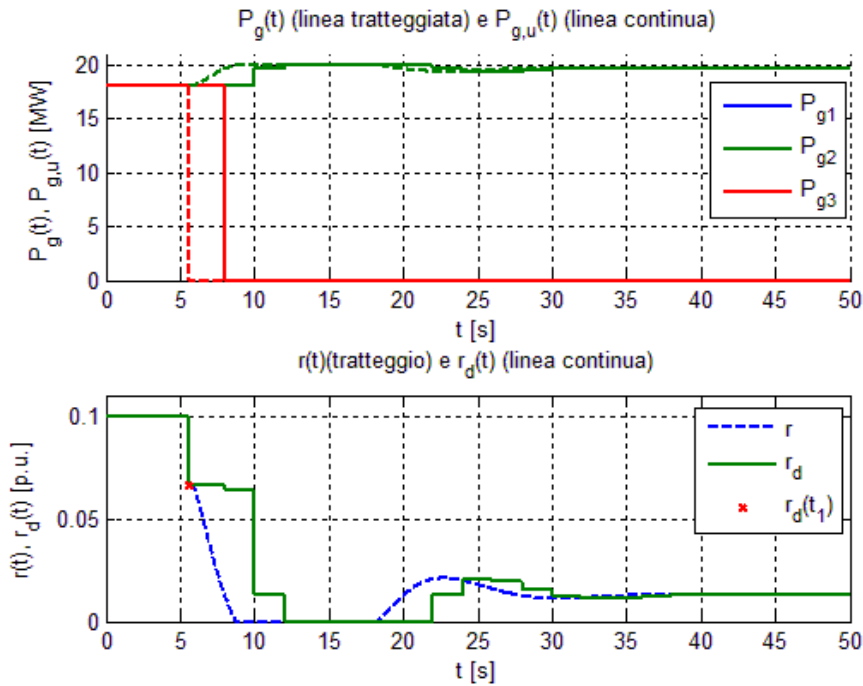 P_g(t) (linea tratteggiata) e P_g,u(t) (linea continua)
P_g(t), P_g,u(t) [MW]
20
15
10
5
0
P_g1
P_g2
P_g3
0 5 10 15 20 25 30 35 40 45 50
t [s]
r(t)(tratteggio) e r_d(t) (linea continua)
r(t), r_d(t) [p.u.]
0.1
0.05
0
r
r_d
r_d(t_1)
0 5 10 15 20 25 30 35 40 45 50
t [s]